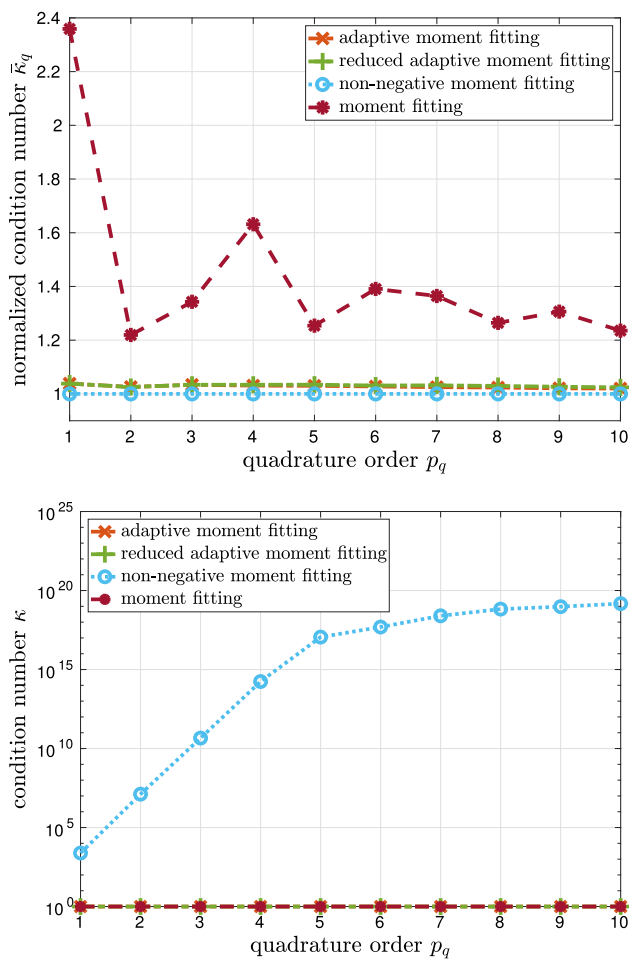 normalized condition number κ̄_q
2.4
2.2
2
1.8
1.6
1.4
1.2
1
adaptive moment fitting
reduced adaptive moment fitting
non-negative moment fitting
moment fitting
1 2 3 4 5 6 7 8 9 10
quadrature order p_q
condition number κ
10^25
10^20
10^15
10^10
10^5
10^0
adaptive moment fitting
reduced adaptive moment fitting
non-negative moment fitting
moment fitting
1 2 3 4 5 6 7 8 9 10
quadrature order p_q